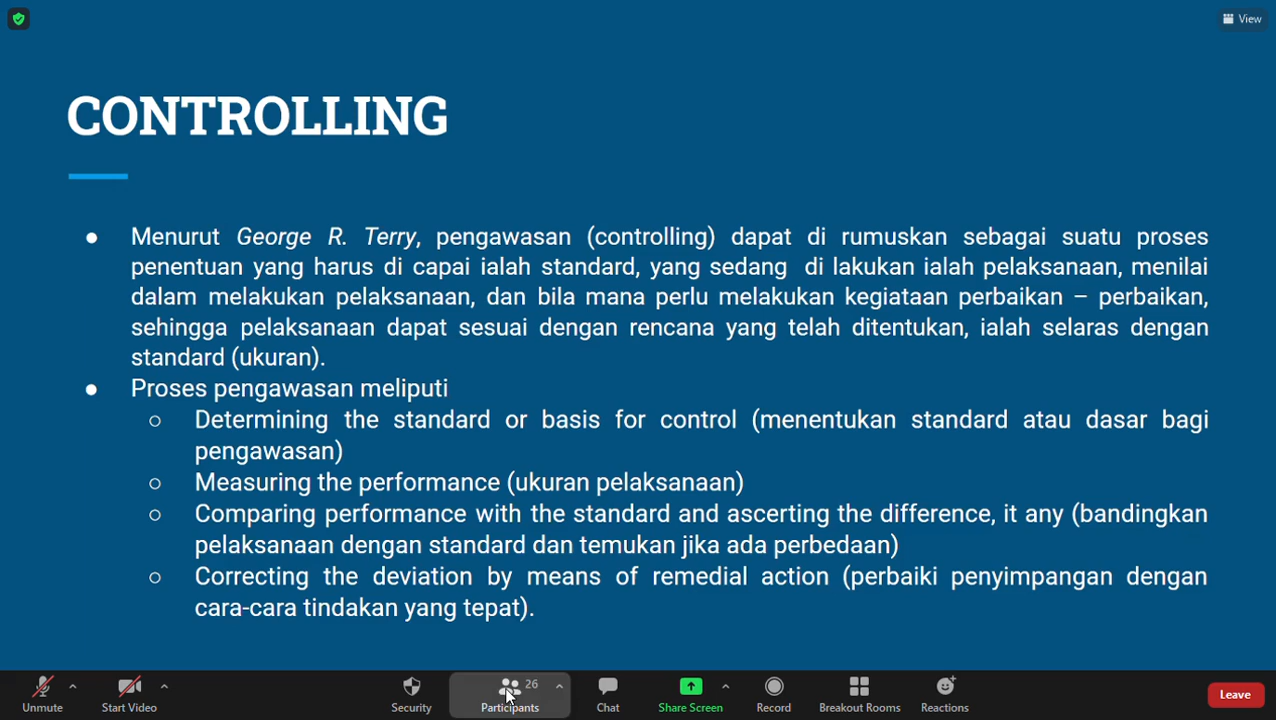 View
CONTROLLING
● Menurut George R. Terry, pengawasan (controlling) dapat di rumuskan sebagai suatu proses
penentuan yang harus di capai ialah standard, yang sedang di lakukan ialah pelaksanaan, menilai
dalam melakukan pelaksanaan, dan bila mana perlu melakukan kegiataan perbaikan – perbaikan,
sehingga pelaksanaan dapat sesuai dengan rencana yang telah ditentukan, ialah selaras dengan
standard (ukuran).
● Proses pengawasan meliputi
○ Determining the standard or basis for control (menentukan standard atau dasar bagi
pengawasan)
○ Measuring the performance (ukuran pelaksanaan)
○ Comparing performance with the standard and ascerting the difference, it any (bandingkan
pelaksanaan dengan standard dan temukan jika ada perbedaan)
○ Correcting the deviation by means of remedial action (perbaiki penyimpangan dengan
cara-cara tindakan yang tepat).
26
Unmute Start Video Security Participants Chat Share Screen Record Breakout Rooms Reactions Leave